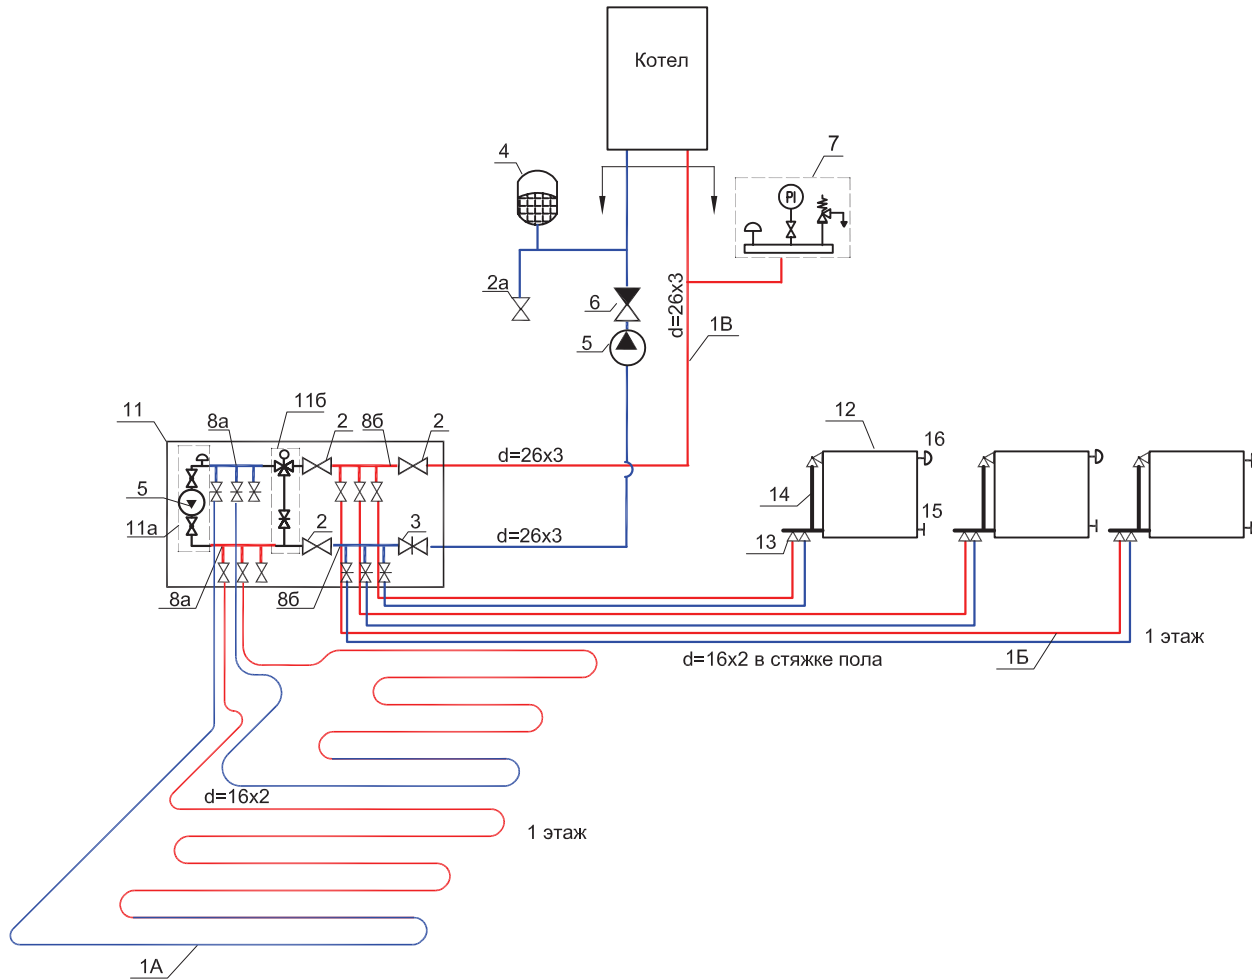 Котел
4
7
PI
2а
6
5
d=26x3
1В
11
8а
11б
2
8б
2
d=26x3
12
16
5
11а
14
15
2
3
d=26x3
13
8а
8б
d=16x2 в стяжке пола
1Б
1 этаж
d=16x2
1 этаж
1А